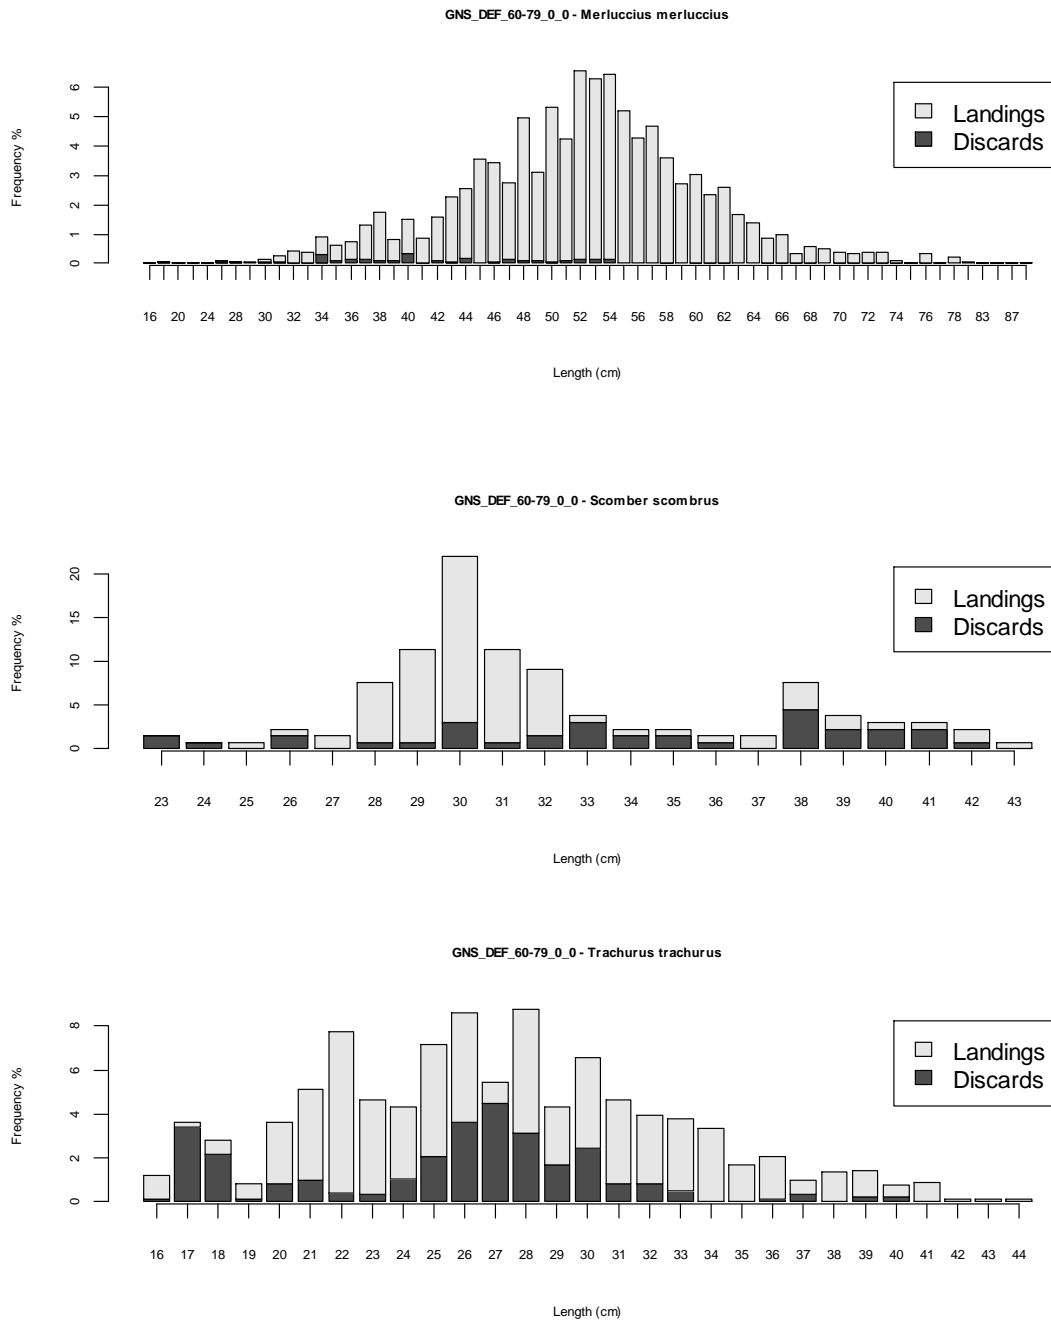 GNS_DEF_60-79_0_0 - Merluccius merluccius
Frequency %
0 1 2 3 4 5 6
Landings
Discards
16 20 24 28 30 32 34 36 38 40 42 44 46 48 50 52 54 56 58 60 62 64 66 68 70 72 74 76 78 83 87
Length (cm)
GNS_DEF_60-79_0_0 - Scomber scombrus
Frequency %
0 5 10 15 20
Landings
Discards
23 24 25 26 27 28 29 30 31 32 33 34 35 36 37 38 39 40 41 42 43
Length (cm)
GNS_DEF_60-79_0_0 - Trachurus trachurus
Frequency %
0 2 4 6 8
Landings
Discards
16 17 18 19 20 21 22 23 24 25 26 27 28 29 30 31 32 33 34 35 36 37 38 39 40 41 42 43 44
Length (cm)